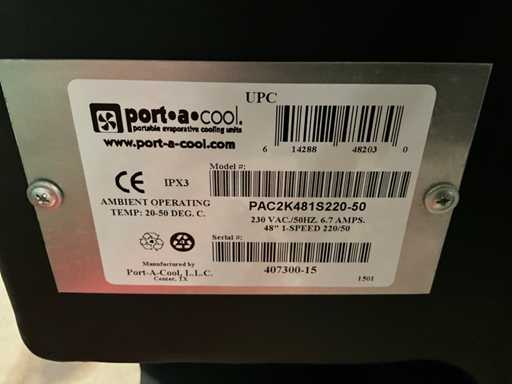 UPC
port•a•cool.
portable evaporative cooling units
www.port-a-cool.com
6 14288 48203 0
Model #:
CE IPX3
PAC2K481S220-50
AMBIENT OPERATING
TEMP: 20-50 DEG. C.
230 VAC./50HZ. 6.7 AMPS.
48" 1-SPEED 220/50
Serial #:
407300-15
Manufactured by
Port-A-Cool, L.L.C.
Center, TX
1501